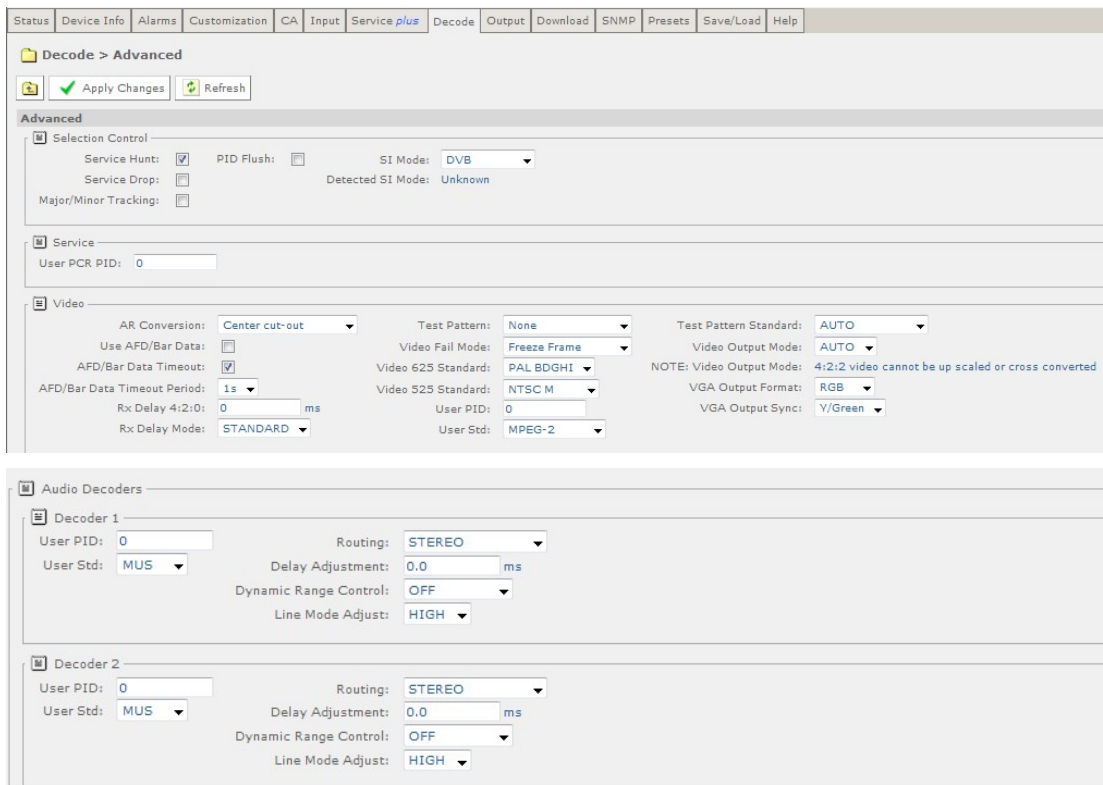 Status Device Info Alarms Customization CA Input Service plus Decode Output Download SNMP Presets Save/Load Help
Decode > Advanced
Apply Changes Refresh
Advanced
Selection Control
Service Hunt: PID Flush: SI Mode: DVB
Service Drop: Detected SI Mode: Unknown
Major/Minor Tracking:
Service
User PCR PID: 0
Video
AR Conversion: Center cut-out Test Pattern: None Test Pattern Standard: AUTO
Use AFD/Bar Data: Video Fail Mode: Freeze Frame Video Output Mode: AUTO
AFD/Bar Data Timeout: Video 625 Standard: PAL BDGHI NOTE: Video Output Mode: 4:2:2 video cannot be up scaled or cross converted
AFD/Bar Data Timeout Period: 1s Video 525 Standard: NTSC M VGA Output Format: RGB
Rx Delay 4:2:0: 0 ms User PID: 0 VGA Output Sync: Y/Green
Rx Delay Mode: STANDARD User Std: MPEG-2
Audio Decoders
Decoder 1
User PID: 0 Routing: STEREO
User Std: MUS Delay Adjustment: 0.0 ms
Dynamic Range Control: OFF
Line Mode Adjust: HIGH
Decoder 2
User PID: 0 Routing: STEREO
User Std: MUS Delay Adjustment: 0.0 ms
Dynamic Range Control: OFF
Line Mode Adjust: HIGH